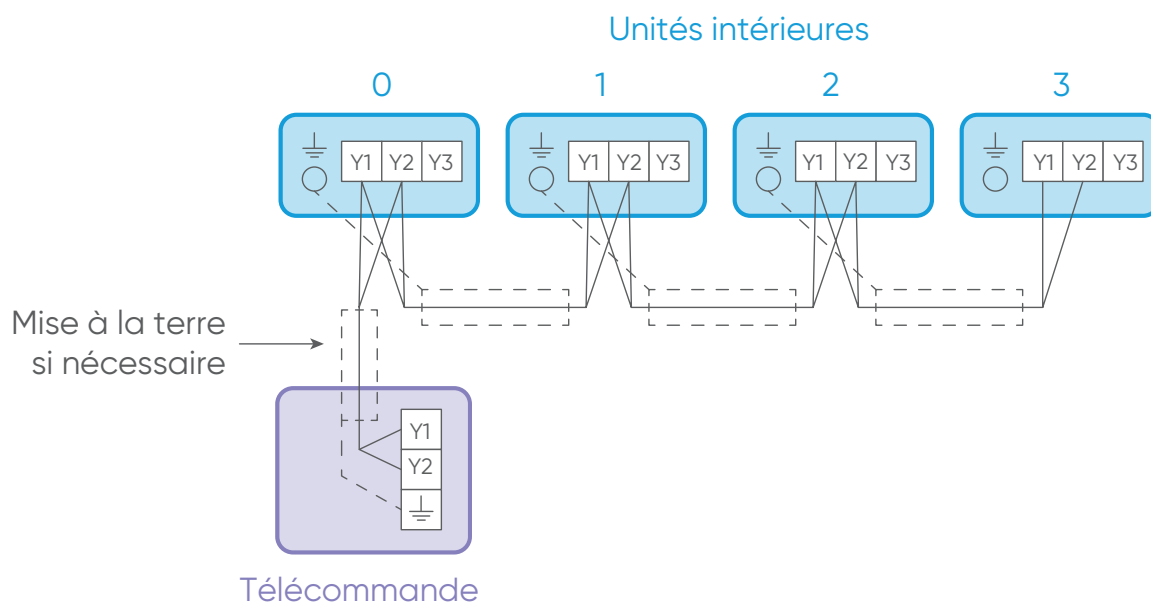 Unités intérieures
0 1 2 3
Y1 Y2 Y3 Y1 Y2 Y3 Y1 Y2 Y3 Y1 Y2 Y3
Mise à la terre
si nécessaire
Y1
Y2
Télécommande